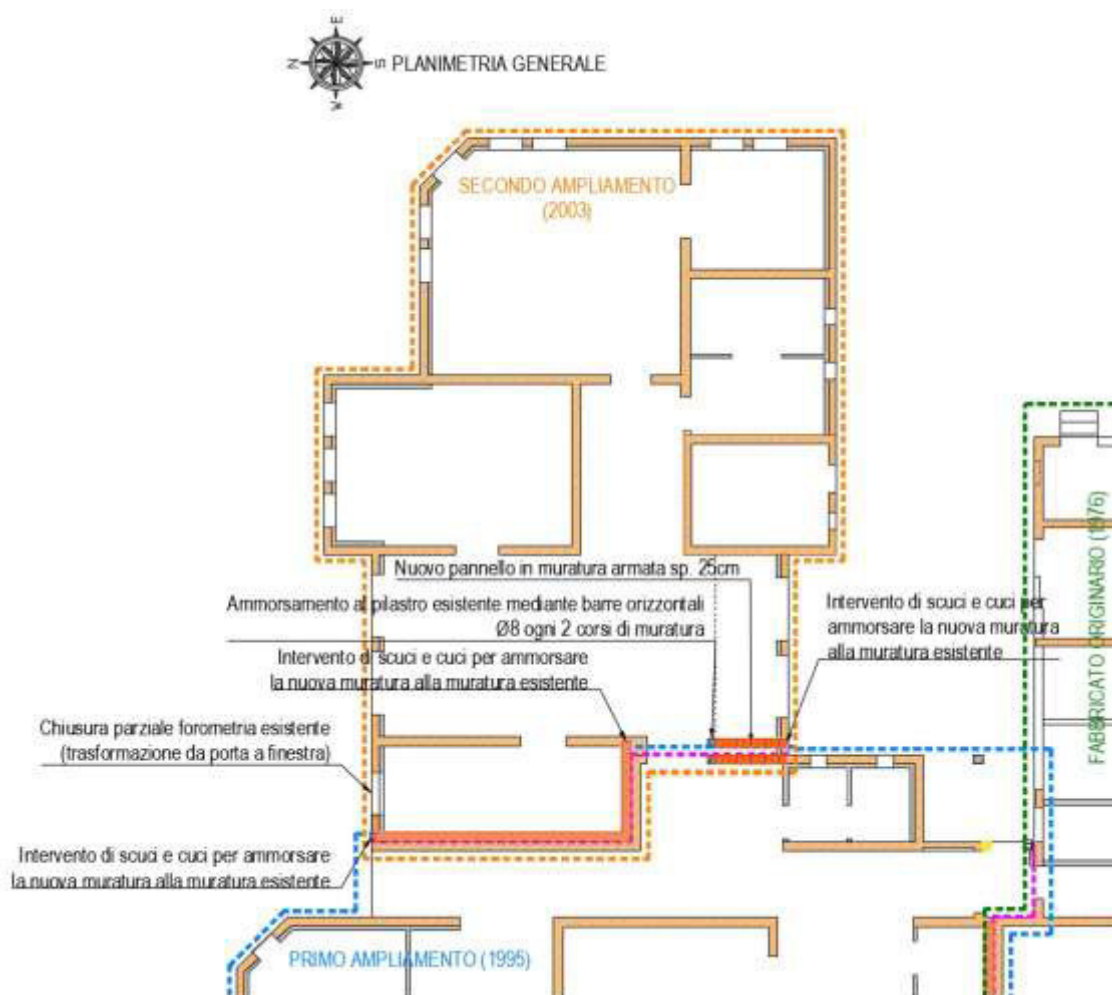 E
N
S
W
PLANIMETRIA GENERALE
SECONDO AMPLIAMENTO
(2003)
Nuovo pannello in muratura armata sp. 25cm
Ammorsamento al pilastro esistente mediante barre orizzontali
Ø8 ogni 2 corsi di muratura
Intervento di scuci e cuci per
ammorsare la nuova muratura
alla muratura esistente
Intervento di scuci e cuci per ammorsare
la nuova muratura alla muratura esistente
Chiusura parziale forometria esistente
(trasformazione da porta a finestra)
Intervento di scuci e cuci per ammorsare
la nuova muratura alla muratura esistente
FABBRICATO ORIGINARIO (1976)
PRIMO AMPLIAMENTO (1995)